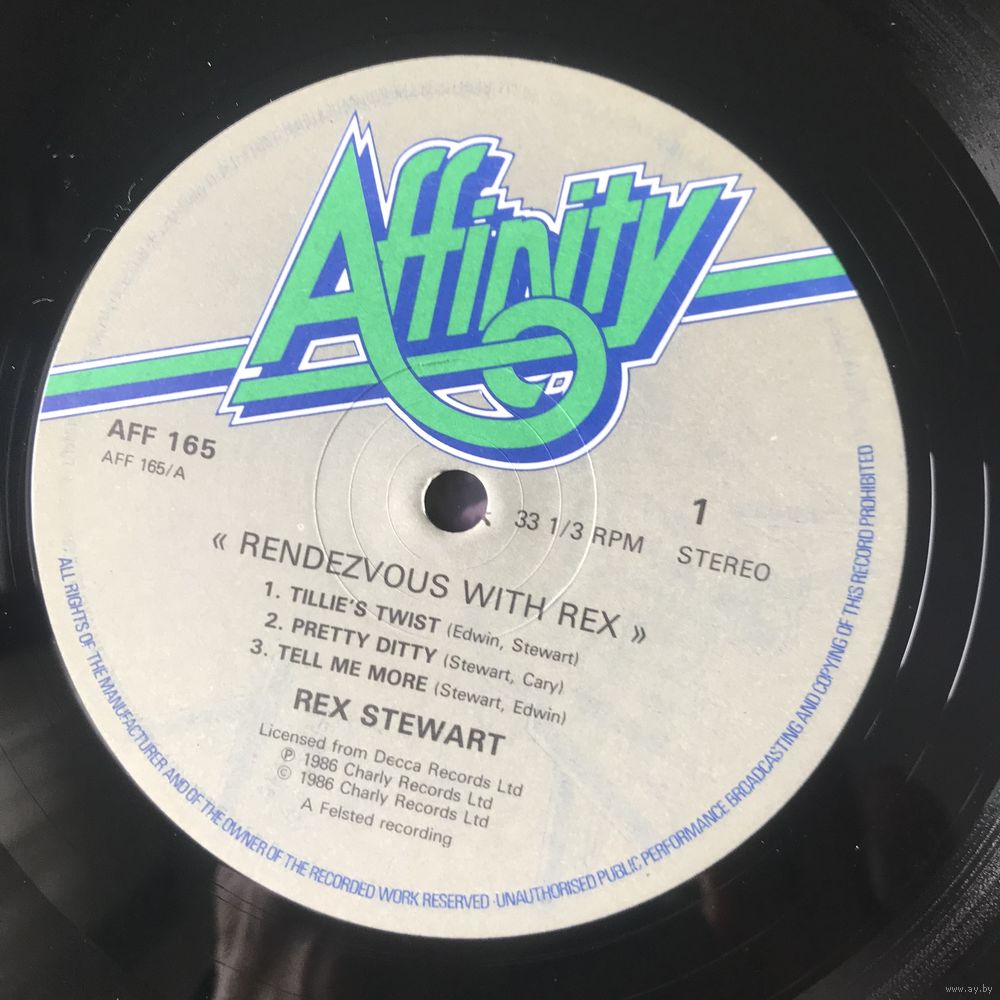 Affinity
AFF 165
AFF 165/A
33 1/3 RPM
1
STEREO
« RENDEZVOUS WITH REX »
1. TILLIE'S TWIST (Edwin, Stewart)
2. PRETTY DITTY (Stewart, Cary)
3. TELL ME MORE (Stewart, Edwin)
REX STEWART
Licensed from Decca Records Ltd
℗ 1986 Charly Records Ltd
© 1986 Charly Records Ltd
A Felsted recording
ALL RIGHTS OF THE MANUFACTURER AND OF THE OWNER OF THE RECORDED WORK RESERVED · UNAUTHORISED PUBLIC PERFORMANCE BROADCASTING AND COPYING OF THIS RECORD PROHIBITED
www.ay.by